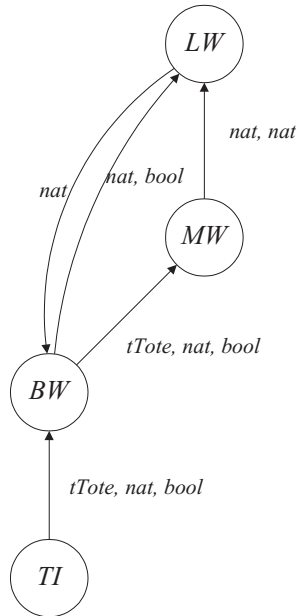 LW
nat, nat
nat
nat, bool
MW
tTote, nat, bool
BW
tTote, nat, bool
TI